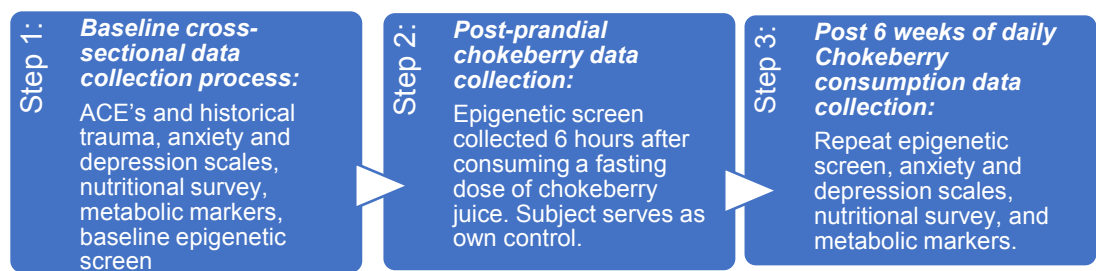 Step 1:
Baseline cross-
sectional data
collection process:
ACE's and historical
trauma, anxiety and
depression scales,
nutritional survey,
metabolic markers,
baseline epigenetic
screen
Step 2:
Post-prandial
chokeberry data
collection:
Epigenetic screen
collected 6 hours after
consuming a fasting
dose of chokeberry
juice. Subject serves as
own control.
Step 3:
Post 6 weeks of daily
Chokeberry
consumption data
collection:
Repeat epigenetic
screen, anxiety and
depression scales,
nutritional survey, and
metabolic markers.